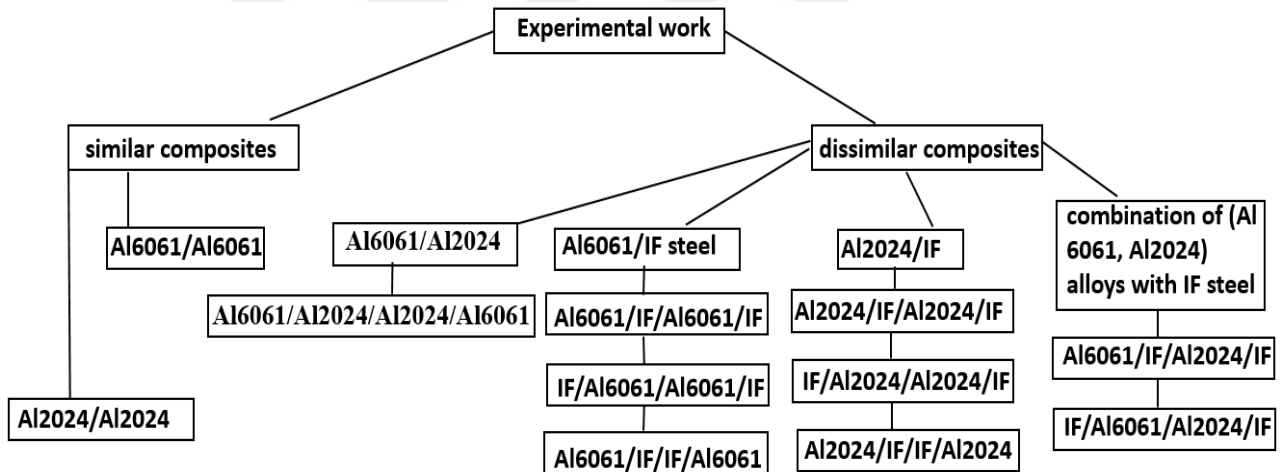 Experimental work
similar composites
dissimilar composites
Al6061/Al6061
Al2024/Al2024
Al6061/Al2024
Al6061/Al2024/Al2024/Al6061
Al6061/IF steel
Al6061/IF/Al6061/IF
IF/Al6061/Al6061/IF
Al6061/IF/IF/Al6061
Al2024/IF
Al2024/IF/Al2024/IF
IF/Al2024/Al2024/IF
Al2024/IF/IF/Al2024
combination of (Al
6061, Al2024)
alloys with IF steel
Al6061/IF/Al2024/IF
IF/Al6061/Al2024/IF